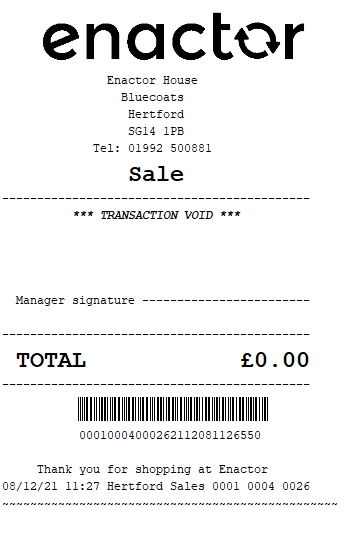 enactor
Enactor House
Bluecoats
Hertford
SG14 1PB
Tel: 01992 500881
Sale
*** TRANSACTION VOID ***
Manager signature ------------------------
TOTAL £0.00
00010004000262112081126550
Thank you for shopping at Enactor
08/12/21 11:27 Hertford Sales 0001 0004 0026